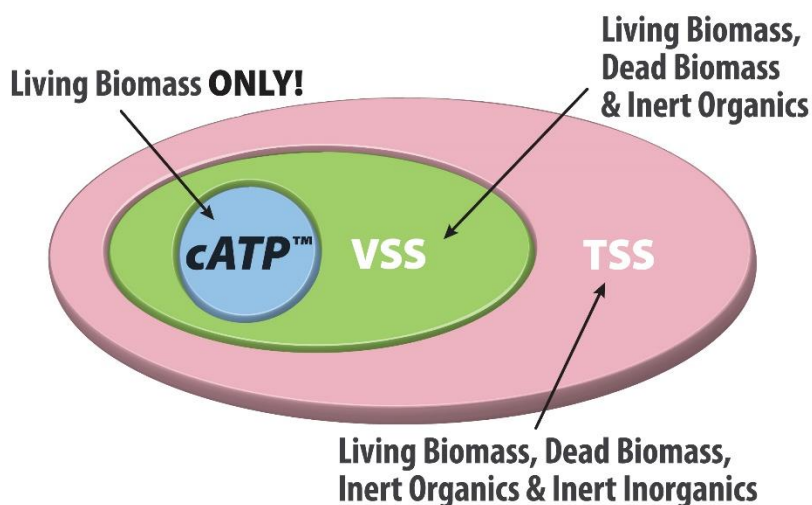 Living Biomass,
Dead Biomass
& Inert Organics
Living Biomass ONLY!
cATP™
VSS
TSS
Living Biomass, Dead Biomass,
Inert Organics & Inert Inorganics